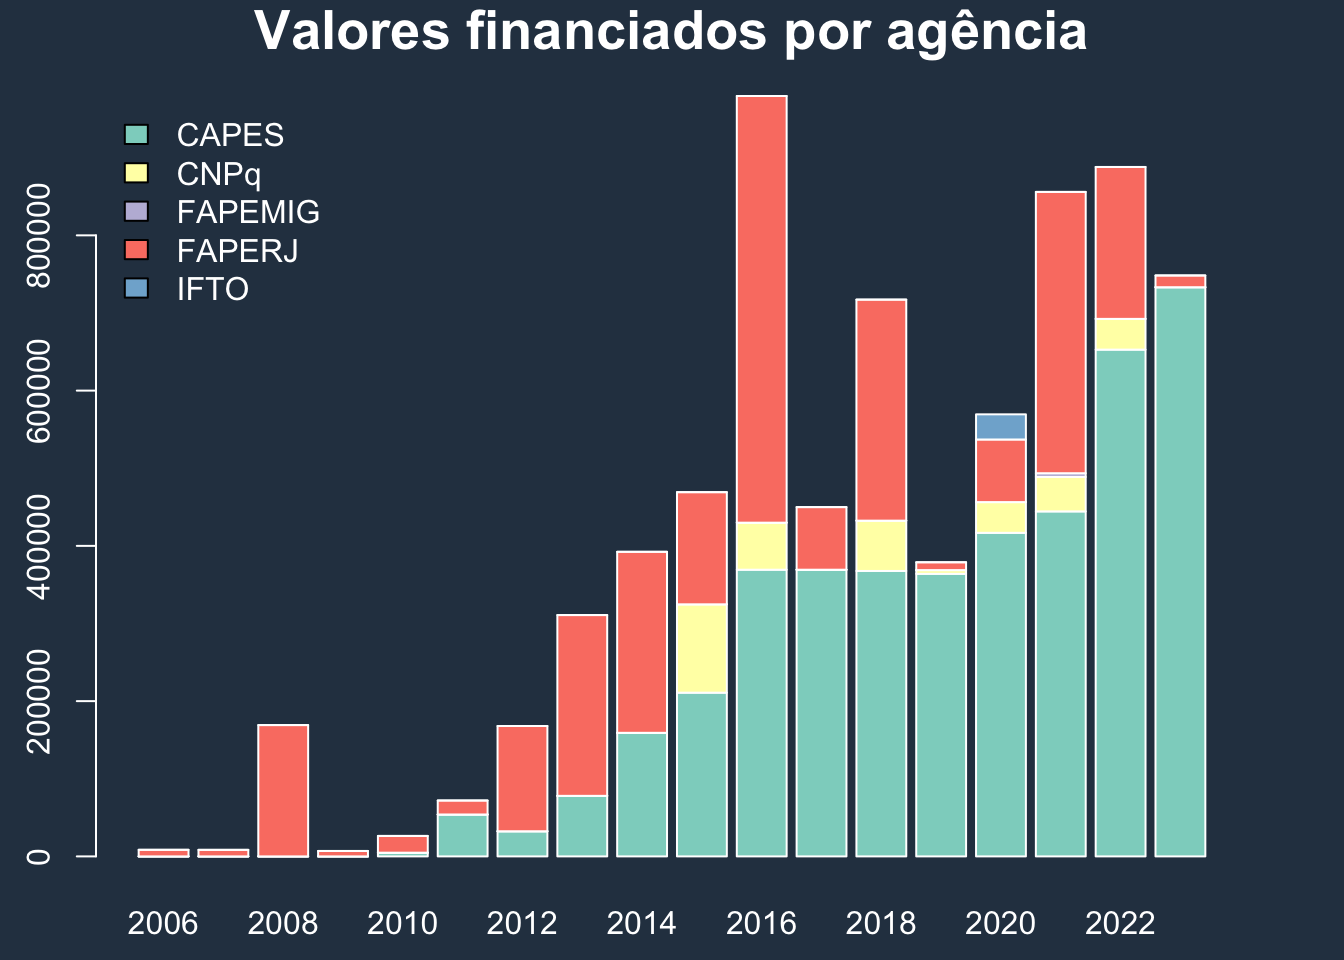 Valores financiados por agência
CAPES
CNPq
FAPEMIG
FAPERJ
IFTO
800000
600000
400000
200000
0
2006 2008 2010 2012 2014 2016 2018 2020 2022